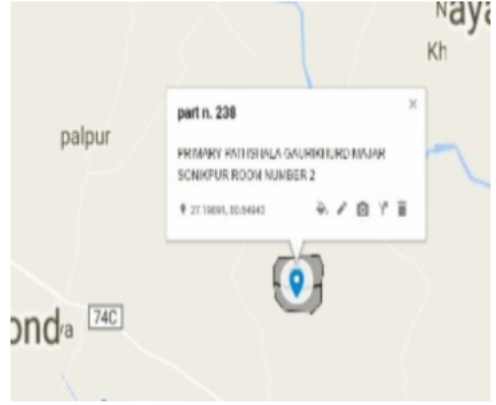 Naya
Kh
part n. 238
palpur
PRIMARY PATHSHALA GAURIKHURD MAJAR
SONIKPUR ROOM NUMBER 2
74C
ond